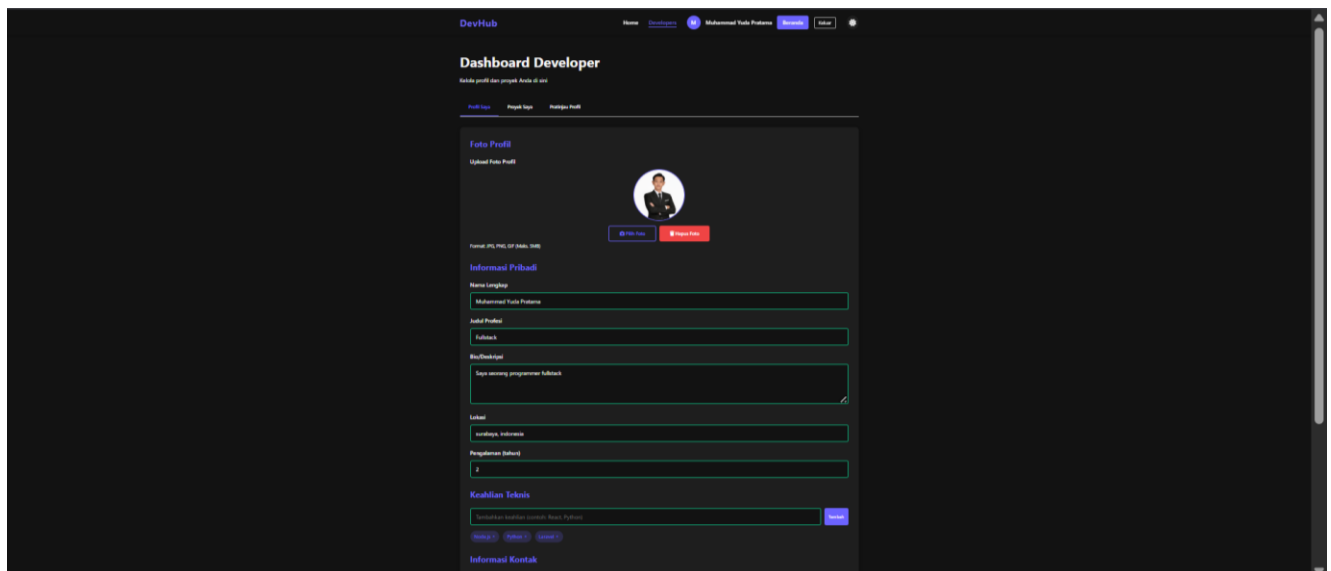 DevHub
Home Developers M Muhammad Yuda Pratama Beranda Keluar
Dashboard Developer
Kelola profil dan proyek Anda di sini
Profil Saya Proyek Saya Pratinjau Profil
Foto Profil
Upload Foto Profil
Pilih Foto Hapus Foto
Format: JPG, PNG, GIF (Maks. 5MB)
Informasi Pribadi
Nama Lengkap
Muhammad Yuda Pratama
Judul Profesi
Fullstack
Bio/Deskripsi
Saya seorang programmer fullstack
Lokasi
surabaya, indonesia
Pengalaman (tahun)
2
Keahlian Teknis
Tambahkan keahlian (contoh: React, Python)
Tambah
Node.js × Python × Laravel ×
Informasi Kontak